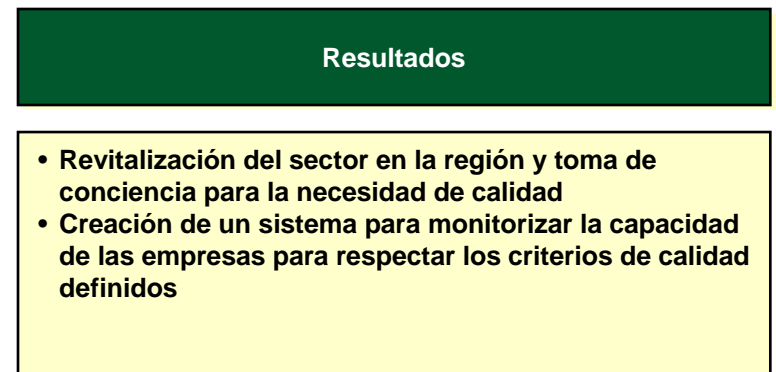 Resultados
• Revitalización del sector en la región y toma de
conciencia para la necesidad de calidad
• Creación de un sistema para monitorizar la capacidad
de las empresas para respectar los criterios de calidad
definidos